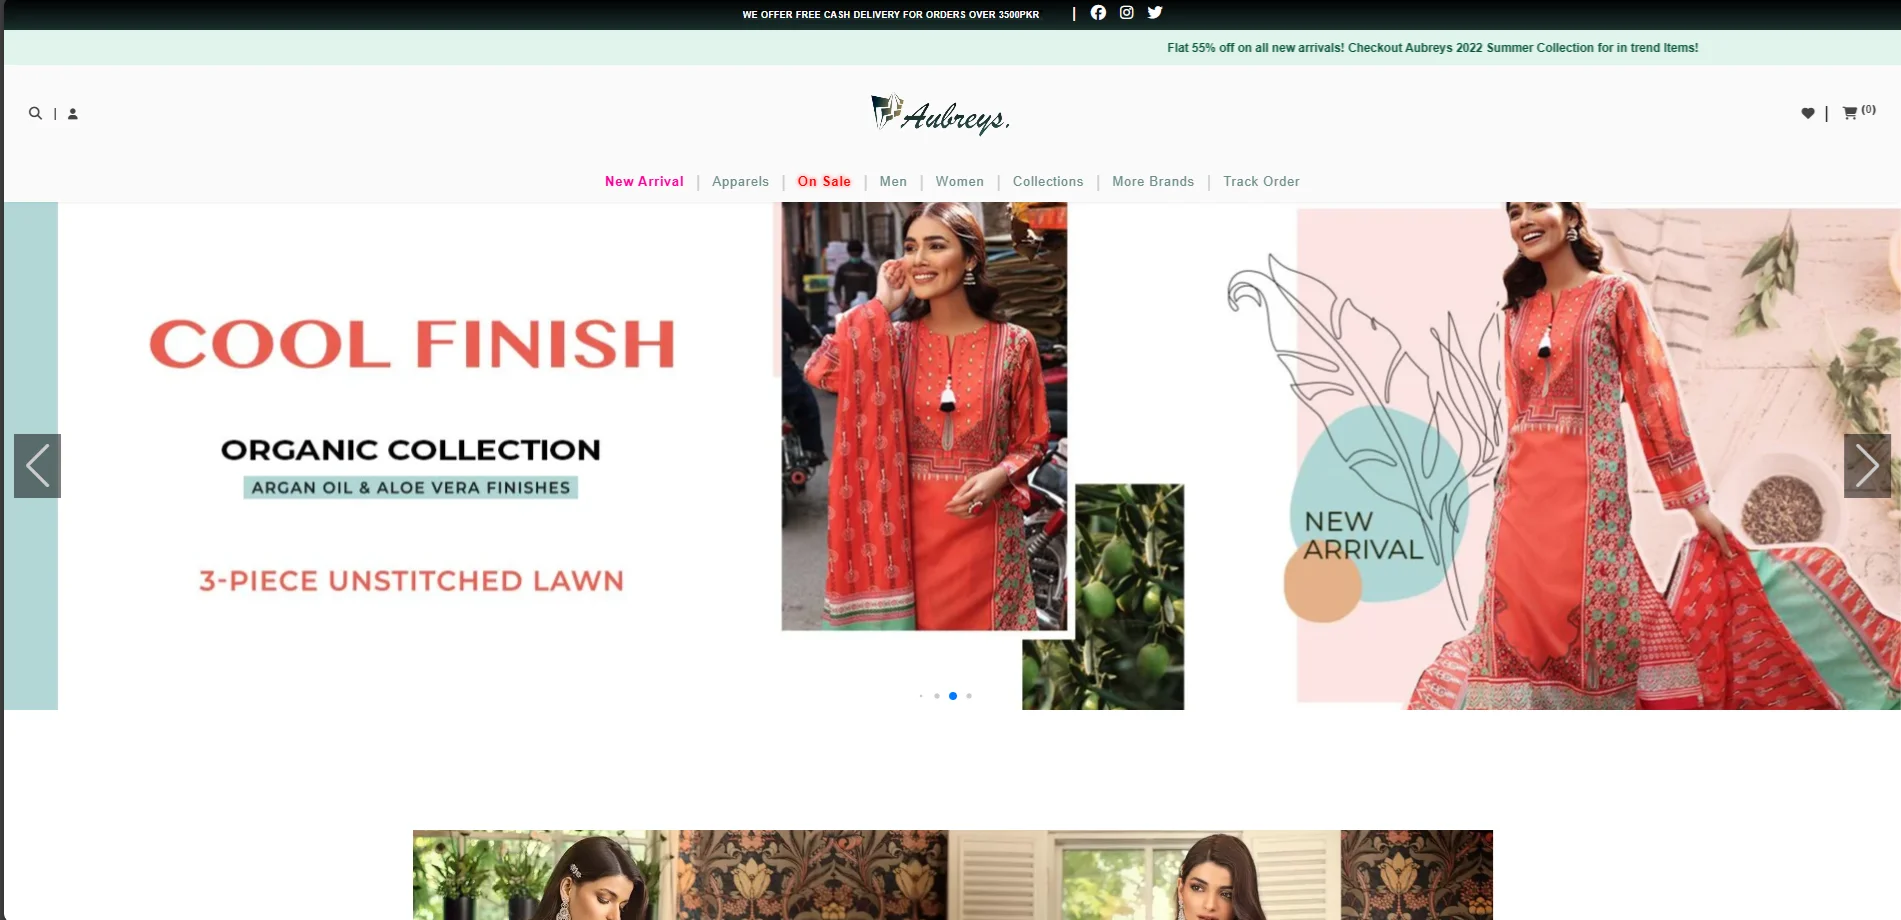 WE OFFER FREE CASH DELIVERY FOR ORDERS OVER 3500PKR |
Flat 55% off on all new arrivals! Checkout Aubreys 2022 Summer Collection for in trend Items!
| Aubreys. | (0)
New Arrival | Apparels | On Sale | Men | Women | Collections | More Brands | Track Order
COOL FINISH
ORGANIC COLLECTION
ARGAN OIL & ALOE VERA FINISHES
3-PIECE UNSTITCHED LAWN
NEW
ARRIVAL